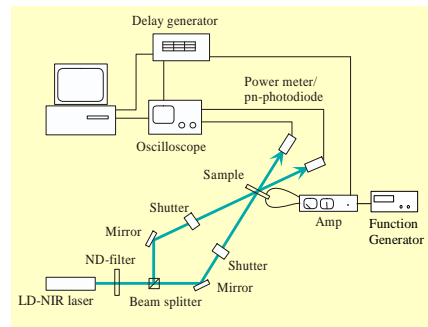 Delay generator
Power meter/
pn-photodiode
Oscilloscope
Sample
Shutter
Amp
Function
Generator
Mirror
ND-filter
Shutter
LD-NIR laser
Beam splitter
Mirror